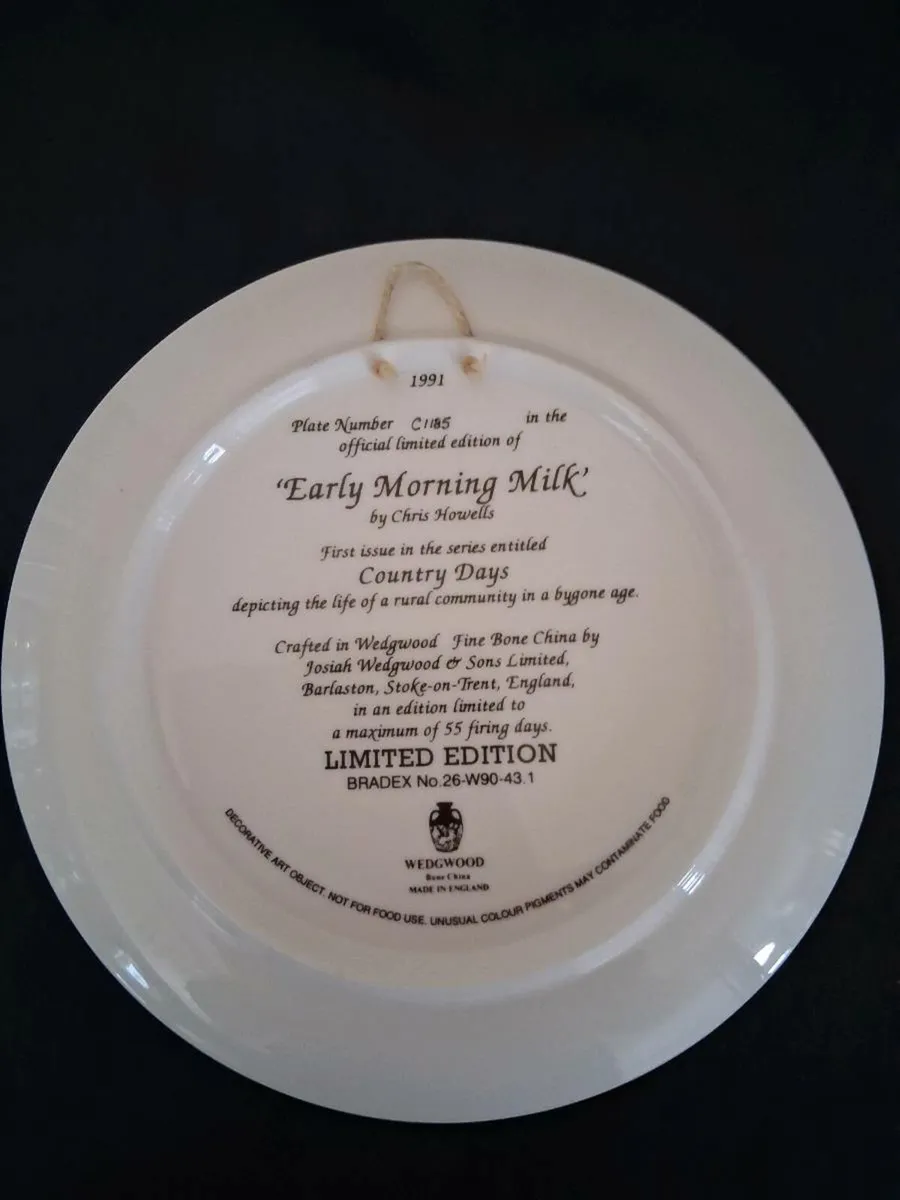 1991
Plate Number C1185 in the
official limited edition of
‘Early Morning Milk’
by Chris Howells
First issue in the series entitled
Country Days
depicting the life of a rural community in a bygone age.
Crafted in Wedgwood Fine Bone China by
Josiah Wedgwood & Sons Limited,
Barlaston, Stoke-on-Trent, England,
in an edition limited to
a maximum of 55 firing days.
LIMITED EDITION
BRADEX No.26-W90-43.1
WEDGWOOD
Bone China
MADE IN ENGLAND
DECORATIVE ART OBJECT. NOT FOR FOOD USE. UNUSUAL COLOUR PIGMENTS MAY CONTAMINATE FOOD